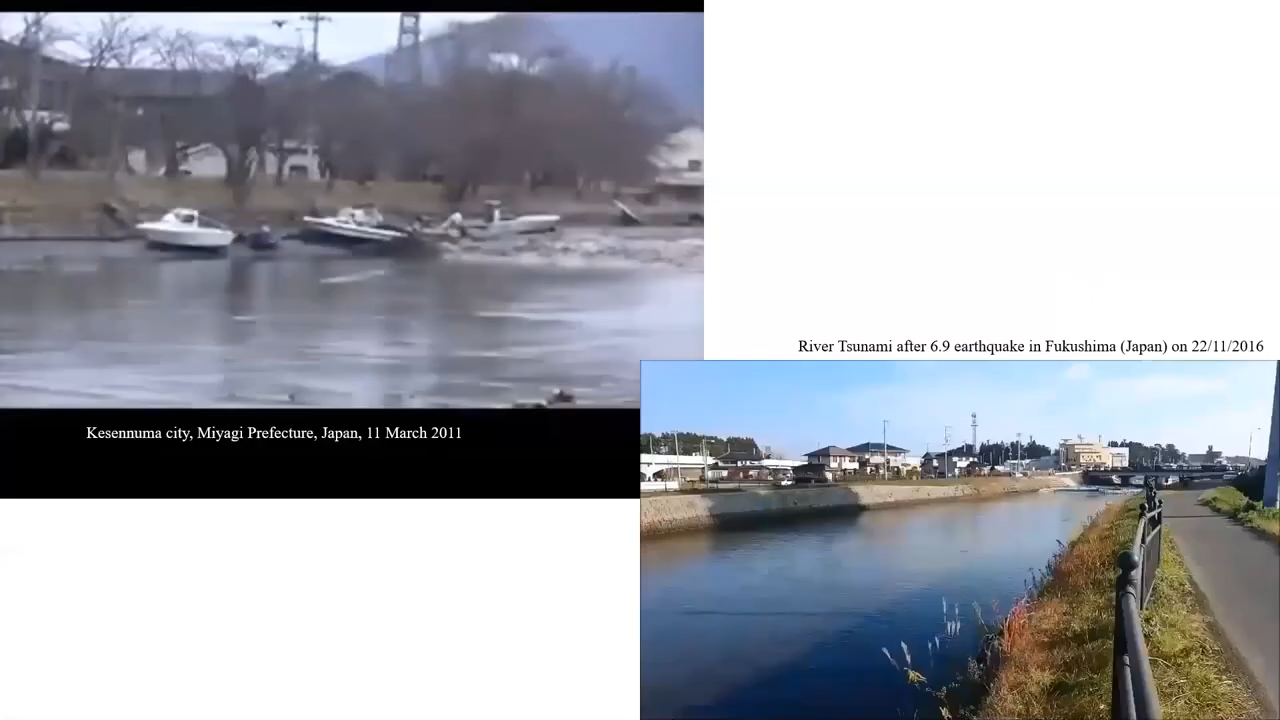 River Tsunami after 6.9 earthquake in Fukushima (Japan) on 22/11/2016
Kesennuma city, Miyagi Prefecture, Japan, 11 March 2011